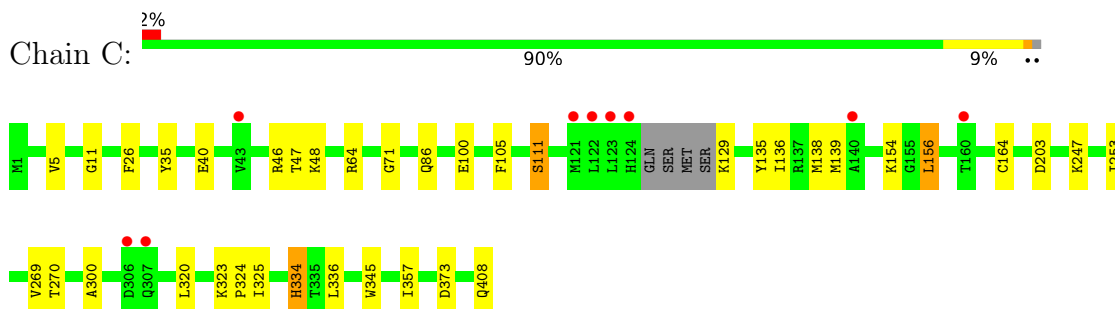 2%
Chain C:
90% 9% ••
M1 V5 G11 F26 Y35 E40 V43 R46 T47 K48 R64 G71 Q86 E100 F105 S111 M121 L122 L123 H124 GLN SER MET SER K129 Y135 I136 R137 M138 M139 A140 K154 G155 L156 T160 C164 D203 K247 I253
V269 T270 A300 D306 Q307 L320 K323 P324 I325 H334 T335 L336 W345 I357 D373 Q408